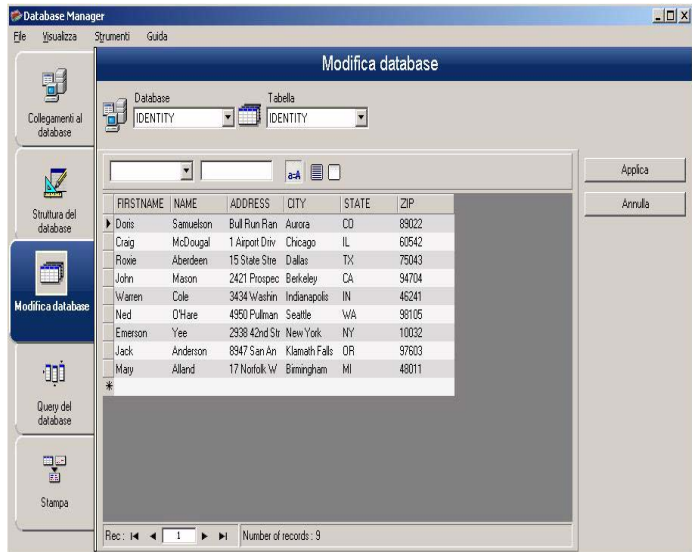 Database Manager
File Visualizza Strumenti Guida
Modifica database
Collegamenti al
database
Struttura del
database
Modifica database
Query del
database
Stampa
Database
IDENTITY
Tabella
IDENTITY
a=A
Applica
Annulla
FIRSTNAME NAME ADDRESS CITY STATE ZIP
Doris Samuelson Bull Run Ran Aurora CO 89022
Craig McDougal 1 Airport Driv Chicago IL 60542
Roxie Aberdeen 15 State Stre Dallas TX 75043
John Mason 2421 Prospec Berkeley CA 94704
Warren Cole 3434 Washin Indianapolis IN 46241
Ned O'Hare 4950 Pullman Seattle WA 98105
Emerson Yee 2938 42nd Str New York NY 10032
Jack Anderson 8947 San An Klamath Falls OR 97603
Mary Alland 17 Norfolk W Birmingham MI 48011
Rec: 1 Number of records : 9